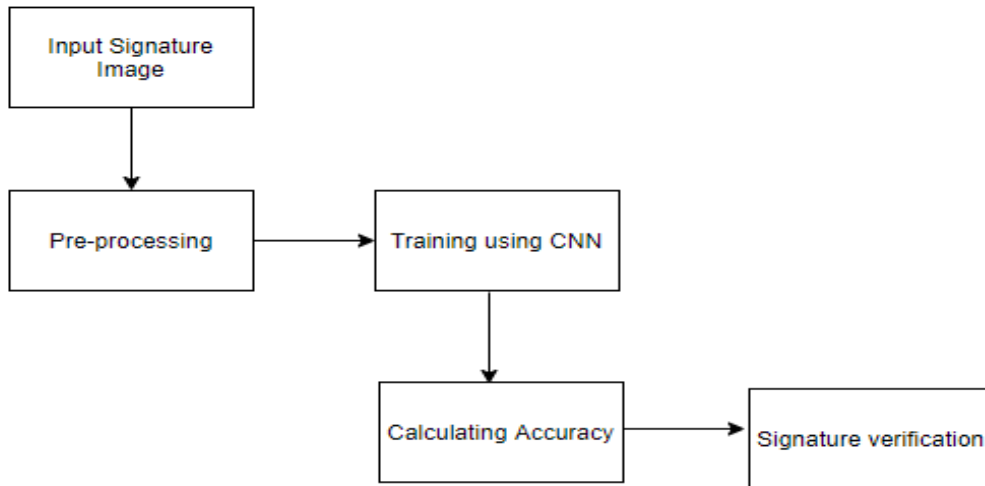 Input Signature
Image
Pre-processing
Training using CNN
Calculating Accuracy
Signature verification